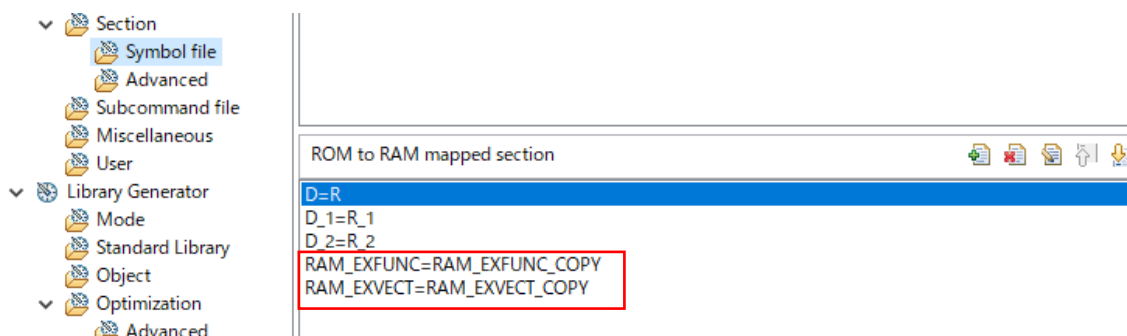 Section
Symbol file
Advanced
Subcommand file
Miscellaneous
User
Library Generator
Mode
Standard Library
Object
Optimization
Advanced
ROM to RAM mapped section
D=R
D_1=R_1
D_2=R_2
RAM_EXFUNC=RAM_EXFUNC_COPY
RAM_EXVECT=RAM_EXVECT_COPY